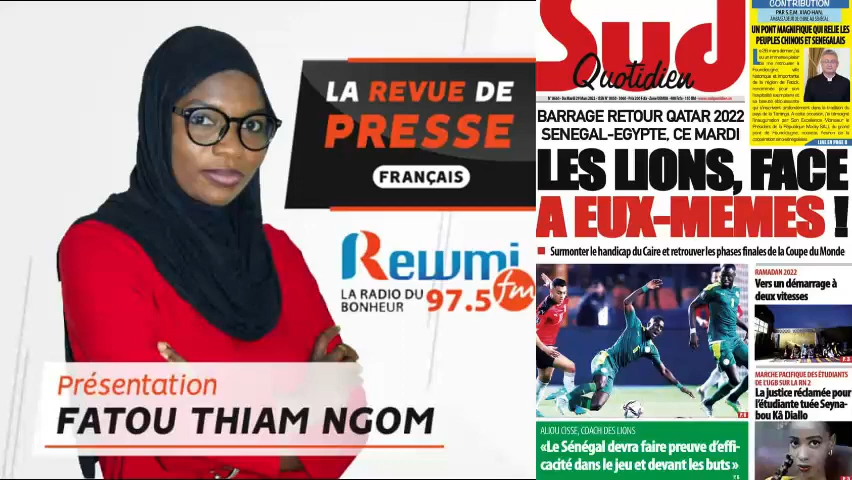 LA REVUE DE
PRESSE
FRANÇAIS
Rewmi
fm
LA RADIO DU
BONHEUR 97.5
Présentation
FATOU THIAM NGOM
Sud
Quotidien
CONTRIBUTION
UN PONT MAGNIFIQUE QUI RELIE LES
PEUPLES CHINOIS ET SENEGALAIS
BARRAGE RETOUR QATAR 2022
SENEGAL-EGYPTE, CE MARDI
LES LIONS, FACE
A EUX-MEMES !
Surmonter le handicap du Caire et retrouver les phases finales de la Coupe du Monde
RAMADAN 2022
Vers un démarrage à
deux vitesses
MARCHE PACIFIQUE DES ÉTUDIANTS
DE L'UGB SUR LA RN 2
La justice réclamée pour
l'étudiante tuée Seyna-
bou Kâ Diallo
ALIOU CISSE, COACH DES LIONS
«Le Sénégal devra faire preuve d'effi-
cacité dans le jeu et devant les buts»